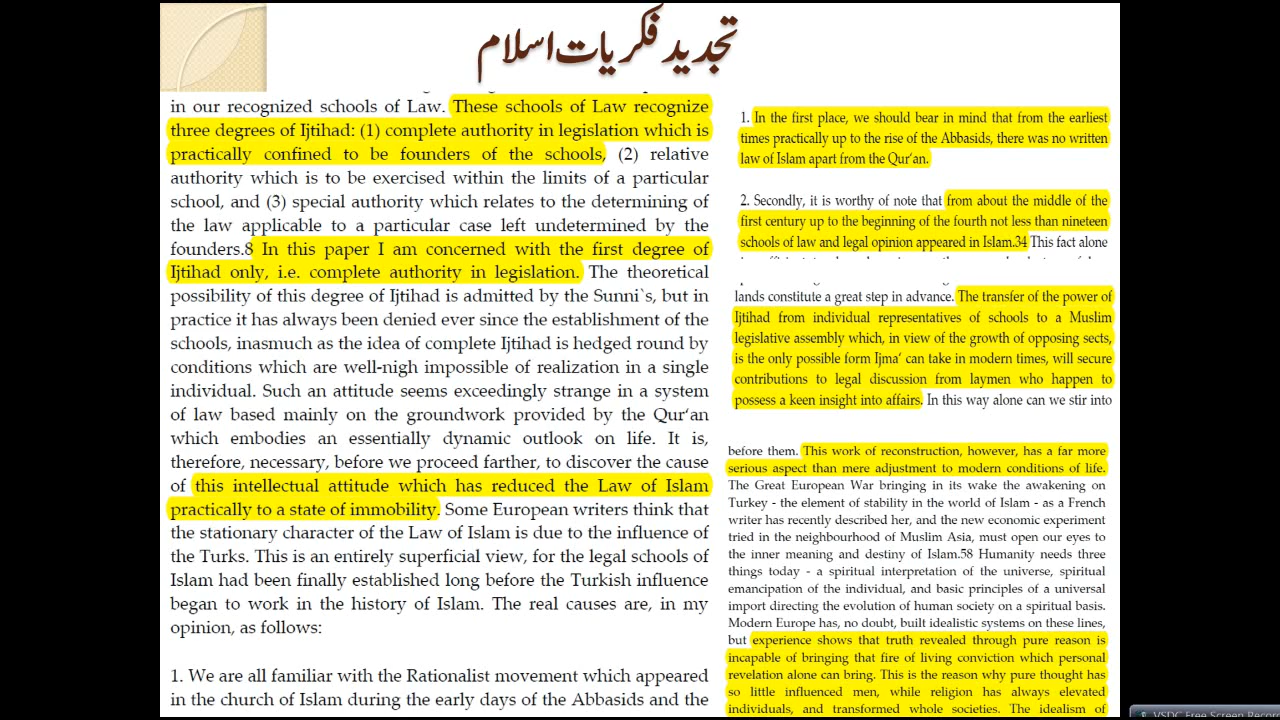 تجدید فکریات اسلام
in our recognized schools of Law. These schools of Law recognize
three degrees of Ijtihad: (1) complete authority in legislation which is
practically confined to be founders of the schools, (2) relative
authority which is to be exercised within the limits of a particular
school, and (3) special authority which relates to the determining of
the law applicable to a particular case left undetermined by the
founders.8 In this paper I am concerned with the first degree of
Ijtihad only, i.e. complete authority in legislation. The theoretical
possibility of this degree of Ijtihad is admitted by the Sunni`s, but in
practice it has always been denied ever since the establishment of the
schools, inasmuch as the idea of complete Ijtihad is hedged round by
conditions which are well-nigh impossible of realization in a single
individual. Such an attitude seems exceedingly strange in a system
of law based mainly on the groundwork provided by the Qur‘an
which embodies an essentially dynamic outlook on life. It is,
therefore, necessary, before we proceed farther, to discover the cause
of this intellectual attitude which has reduced the Law of Islam
practically to a state of immobility. Some European writers think that
the stationary character of the Law of Islam is due to the influence of
the Turks. This is an entirely superficial view, for the legal schools of
Islam had been finally established long before the Turkish influence
began to work in the history of Islam. The real causes are, in my
opinion, as follows:
1. We are all familiar with the Rationalist movement which appeared
in the church of Islam during the early days of the Abbasids and the
1. In the first place, we should bear in mind that from the earliest
times practically up to the rise of the Abbasids, there was no written
law of Islam apart from the Qur‘an.
2. Secondly, it is worthy of note that from about the middle of the
first century up to the beginning of the fourth not less than nineteen
schools of law and legal opinion appeared in Islam.34 This fact alone
lands constitute a great step in advance. The transfer of the power of
Ijtihad from individual representatives of schools to a Muslim
legislative assembly which, in view of the growth of opposing sects,
is the only possible form Ijma‘ can take in modern times, will secure
contributions to legal discussion from laymen who happen to
possess a keen insight into affairs. In this way alone can we stir into
before them. This work of reconstruction, however, has a far more
serious aspect than mere adjustment to modern conditions of life.
The Great European War bringing in its wake the awakening on
Turkey - the element of stability in the world of Islam - as a French
writer has recently described her, and the new economic experiment
tried in the neighbourhood of Muslim Asia, must open our eyes to
the inner meaning and destiny of Islam.58 Humanity needs three
things today - a spiritual interpretation of the universe, spiritual
emancipation of the individual, and basic principles of a universal
import directing the evolution of human society on a spiritual basis.
Modern Europe has, no doubt, built idealistic systems on these lines,
but experience shows that truth revealed through pure reason is
incapable of bringing that fire of living conviction which personal
revelation alone can bring. This is the reason why pure thought has
so little influenced men, while religion has always elevated
individuals, and transformed whole societies. The idealism of
VSDC Free Screen Record